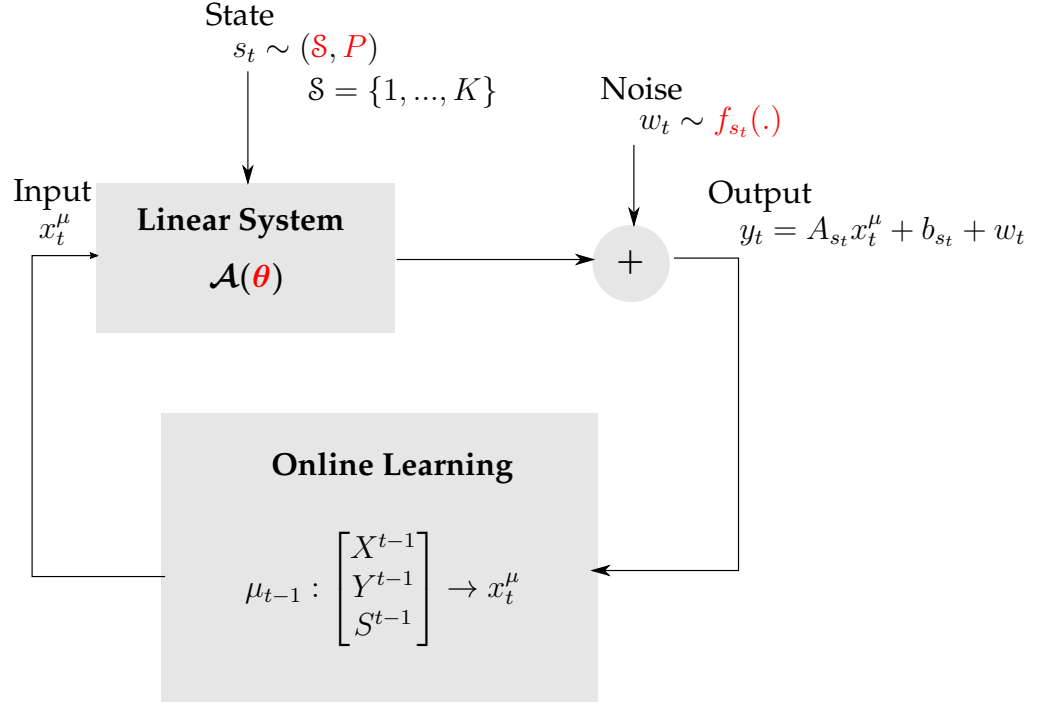 State
s_t ∼ (𝒮, P)
𝒮 = {1, ..., K}
Noise
w_t ∼ f_{s_t}(.)
Input
x_t^μ
Linear System
𝓐(θ)
+
Output
y_t = A_{s_t} x_t^μ + b_{s_t} + w_t
Online Learning
μ_{t−1} : [X^{t−1} Y^{t−1} S^{t−1}] → x_t^μ